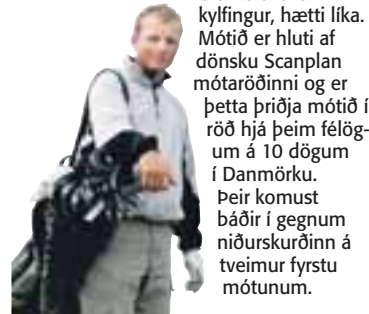 kylfingur, hætti líka.
Mótið er hluti af
dönsku Scanplan
mótaröðinni og er
þetta þriðja mótið í
röð hjá þeim félög-
um á 10 dögum
í Danmörku.
Þeir komust
báðir í gegnum
niðurskurðinn á
tveimur fyrstu
mótunum.